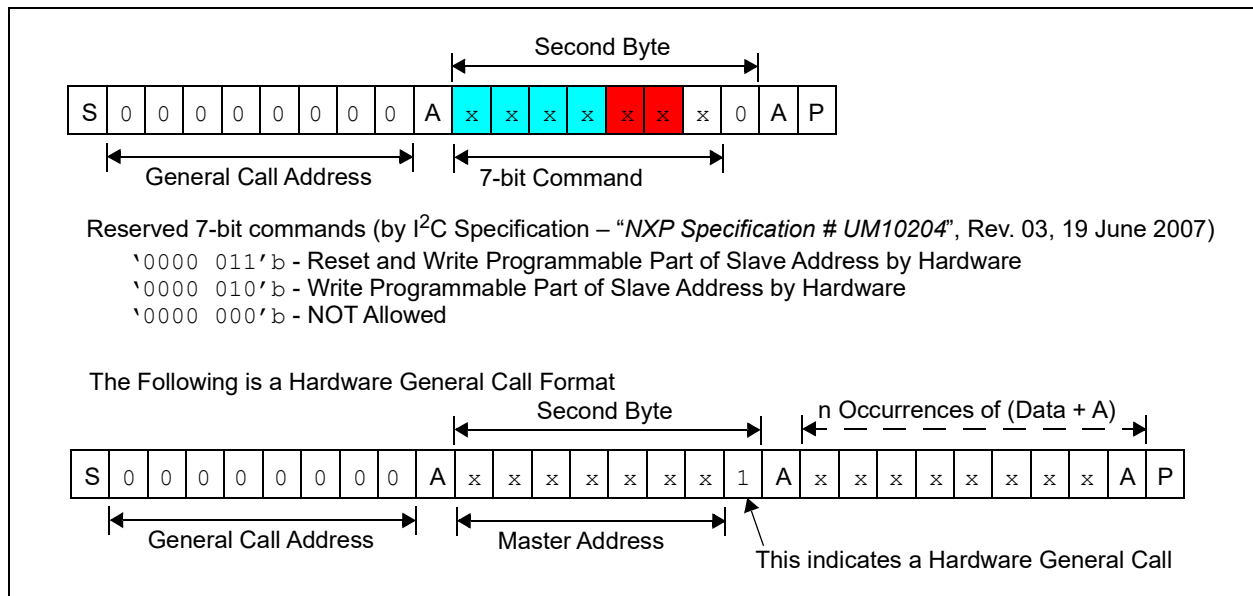 Second Byte
S 0 0 0 0 0 0 0 0 A x x x x x x x 0 A P
General Call Address 7-bit Command
Reserved 7-bit commands (by I²C Specification – “NXP Specification # UM10204”, Rev. 03, 19 June 2007)
‘0000 011’b - Reset and Write Programmable Part of Slave Address by Hardware
‘0000 010’b - Write Programmable Part of Slave Address by Hardware
‘0000 000’b - NOT Allowed
The Following is a Hardware General Call Format
Second Byte n Occurrences of (Data + A)
S 0 0 0 0 0 0 0 0 A x x x x x x x 1 A x x x x x x x x A P
General Call Address Master Address
This indicates a Hardware General Call